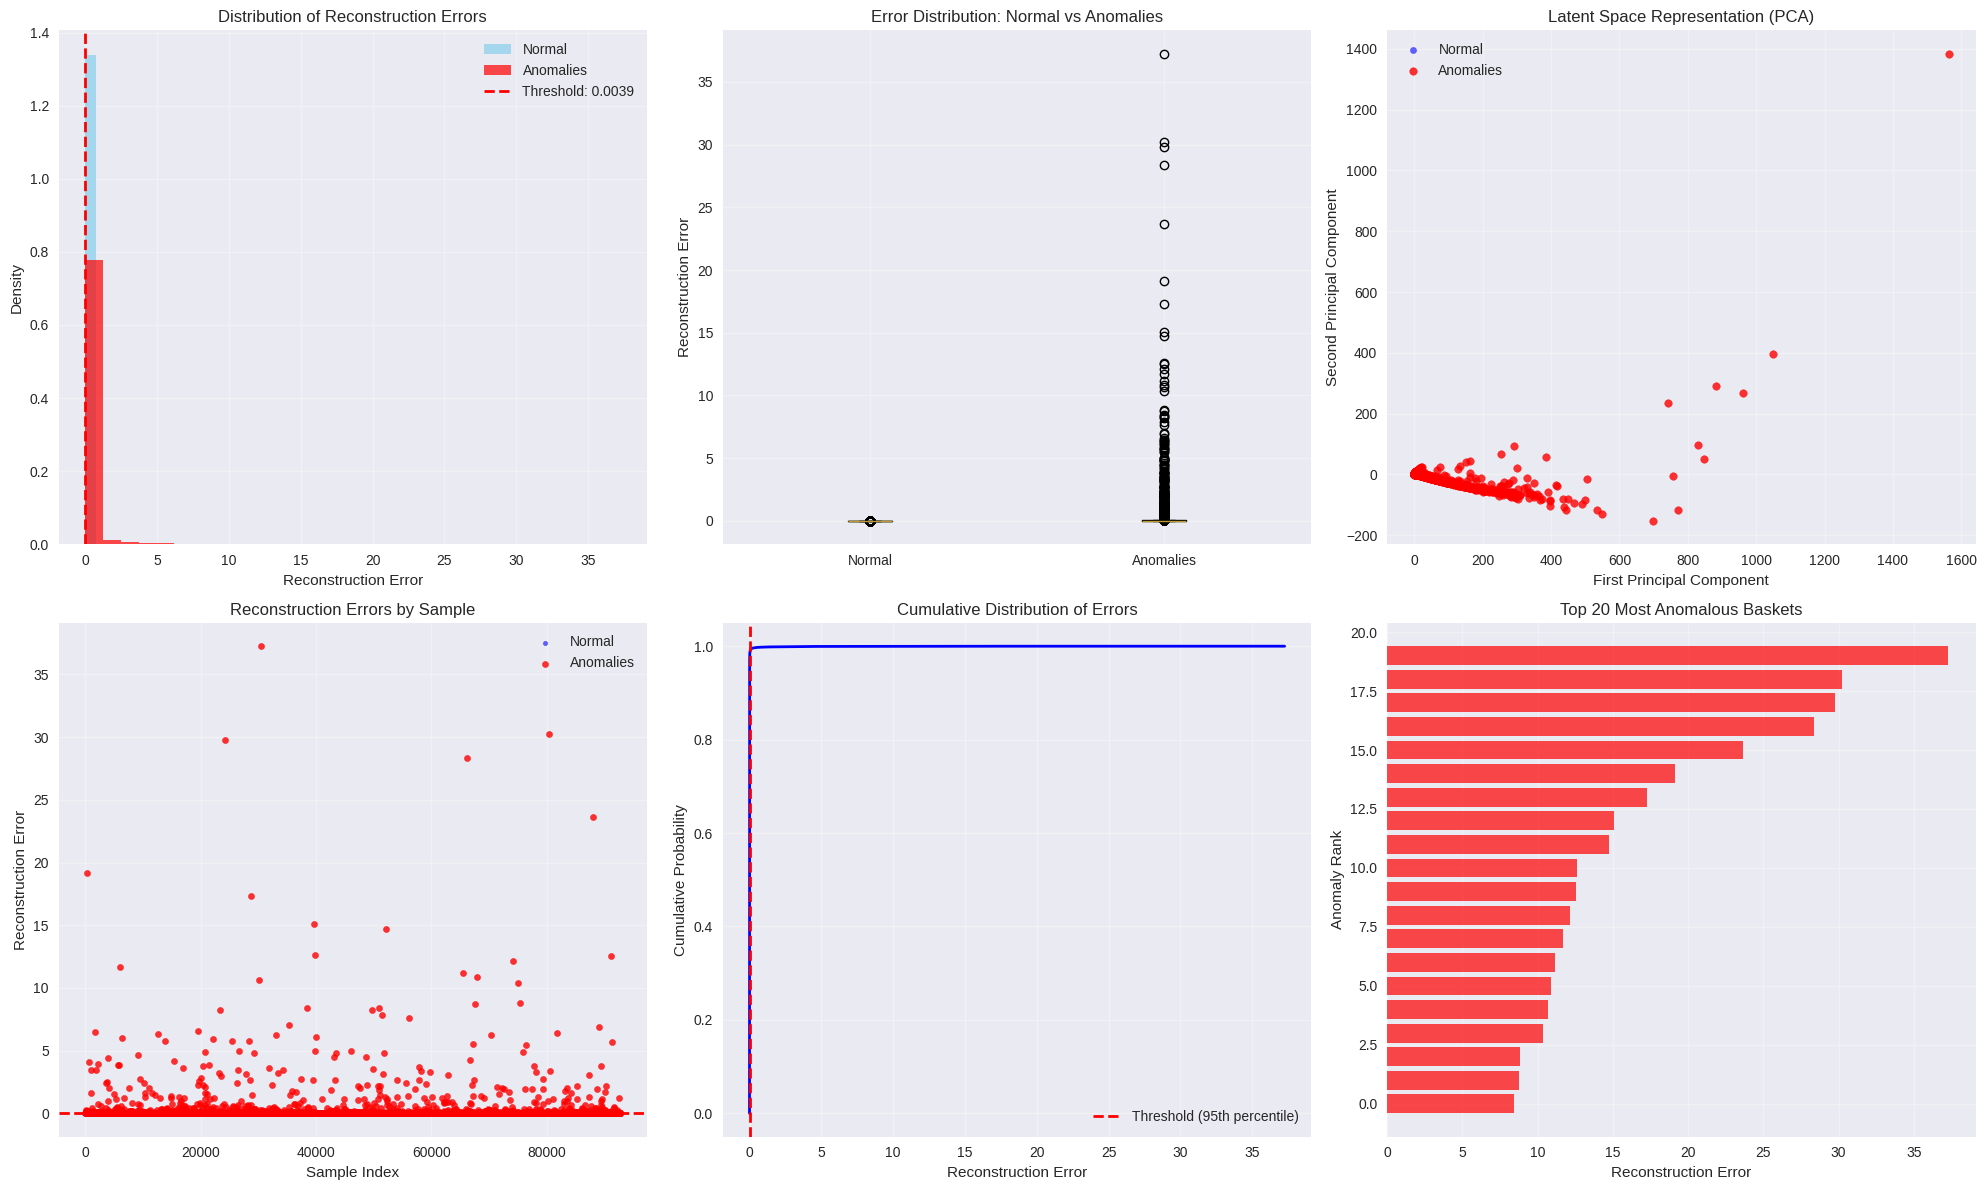 Distribution of Reconstruction Errors
1.4
1.2
1.0
0.8
0.6
0.4
0.2
0.0
Density
Normal
Anomalies
Threshold: 0.0039
0 5 10 15 20 25 30 35
Reconstruction Error
Error Distribution: Normal vs Anomalies
35
30
25
20
15
10
5
0
Reconstruction Error
Normal Anomalies
Latent Space Representation (PCA)
1400
1200
1000
800
600
400
200
0
−200
Second Principal Component
Normal
Anomalies
0 200 400 600 800 1000 1200 1400 1600
First Principal Component
Reconstruction Errors by Sample
35
30
25
20
15
10
5
0
Reconstruction Error
Normal
Anomalies
0 20000 40000 60000 80000
Sample Index
Cumulative Distribution of Errors
1.0
0.8
0.6
0.4
0.2
0.0
Cumulative Probability
Threshold (95th percentile)
0 5 10 15 20 25 30 35
Reconstruction Error
Top 20 Most Anomalous Baskets
20.0
17.5
15.0
12.5
10.0
7.5
5.0
2.5
0.0
Anomaly Rank
0 5 10 15 20 25 30 35
Reconstruction Error